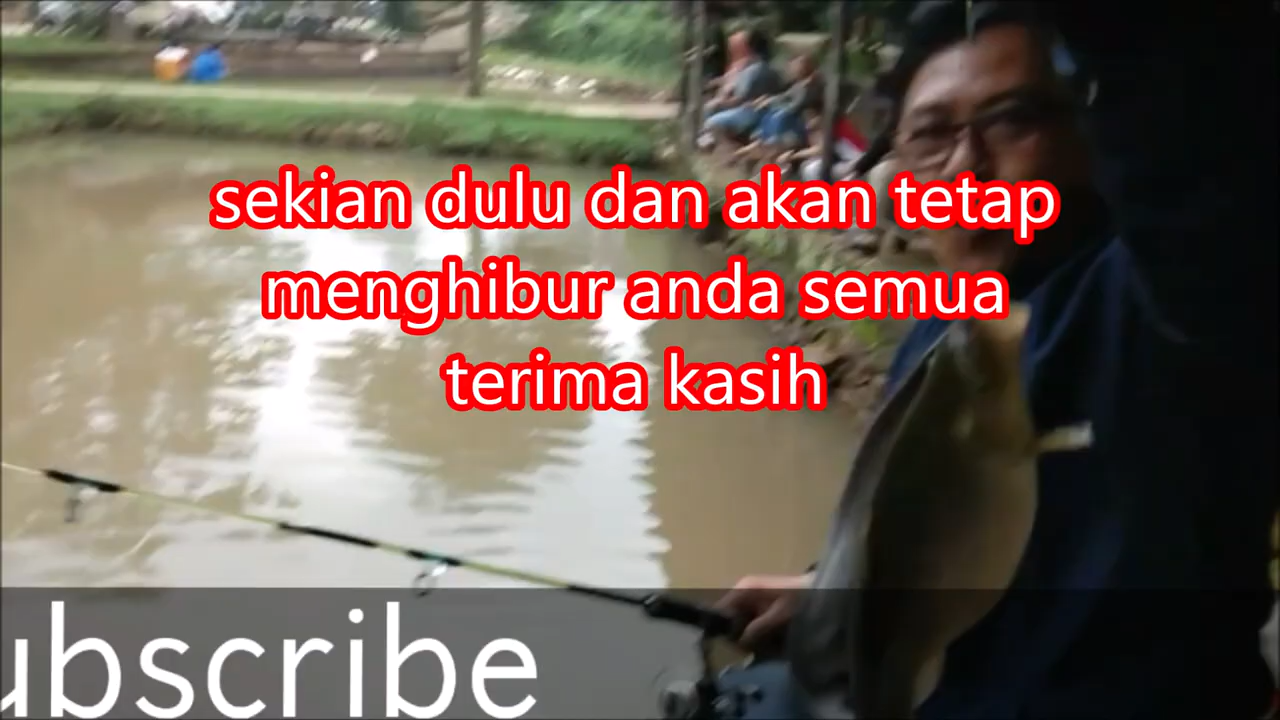 sekian dulu dan akan tetap
menghibur anda semua
terima kasih
ubscribe